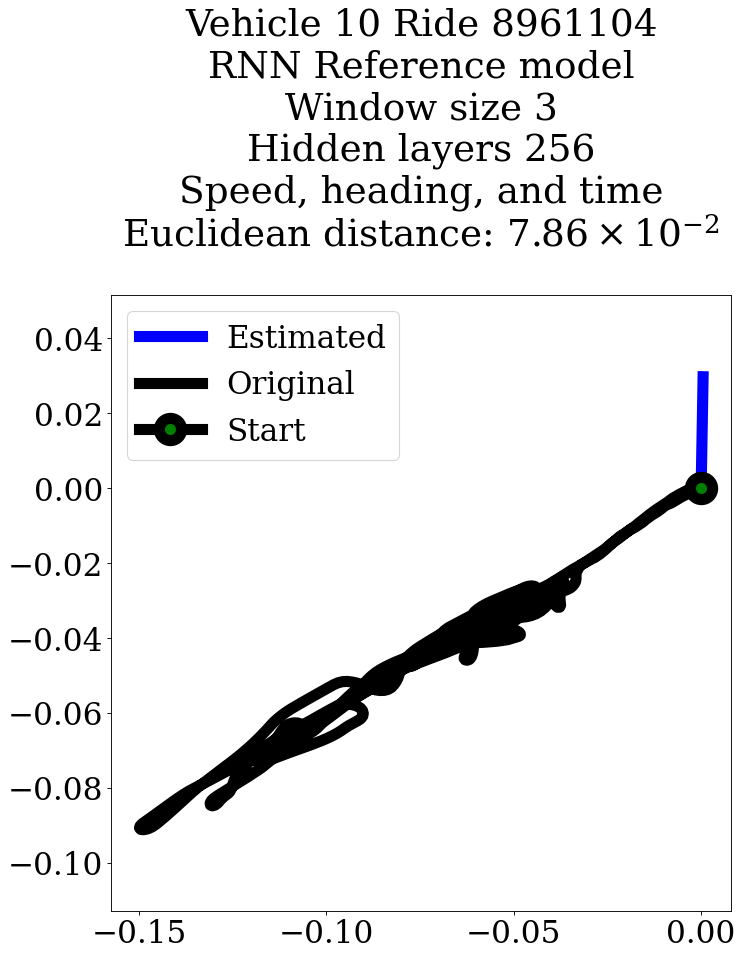 Vehicle 10 Ride 8961104
RNN Reference model
Window size 3
Hidden layers 256
Speed, heading, and time
Euclidean distance: 7.86 × 10⁻²
Estimated
Original
Start
0.04
0.02
0.00
−0.02
−0.04
−0.06
−0.08
−0.10
−0.15
−0.10
−0.05
0.00